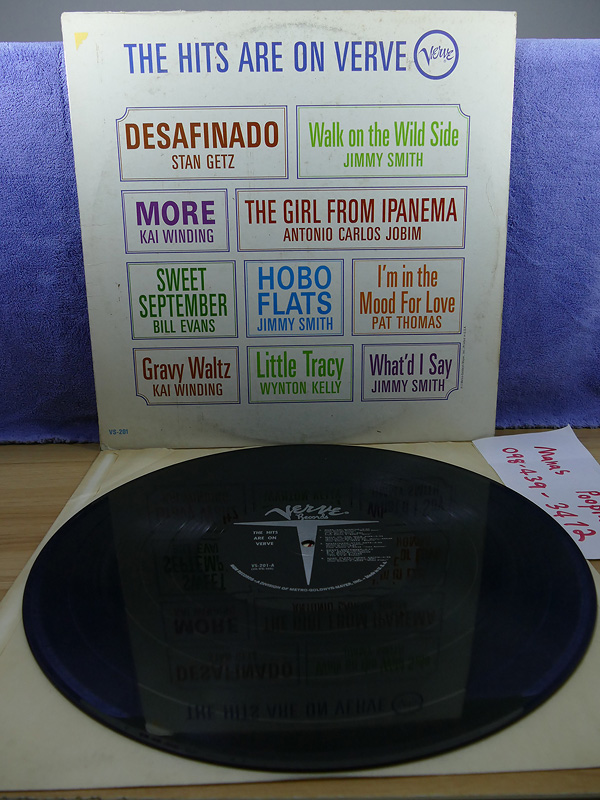 THE HITS ARE ON VERVE Verve
DESAFINADO
STAN GETZ
Walk on the Wild Side
JIMMY SMITH
MORE
KAI WINDING
THE GIRL FROM IPANEMA
ANTONIO CARLOS JOBIM
SWEET
SEPTEMBER
BILL EVANS
HOBO
FLATS
JIMMY SMITH
I'm in the
Mood For Love
PAT THOMAS
Gravy Waltz
KAI WINDING
Little Tracy
WYNTON KELLY
What'd I Say
JIMMY SMITH
VS-201
098-439-3472
Verve
Records
THE HITS
ARE ON
VERVE
VS-201-A